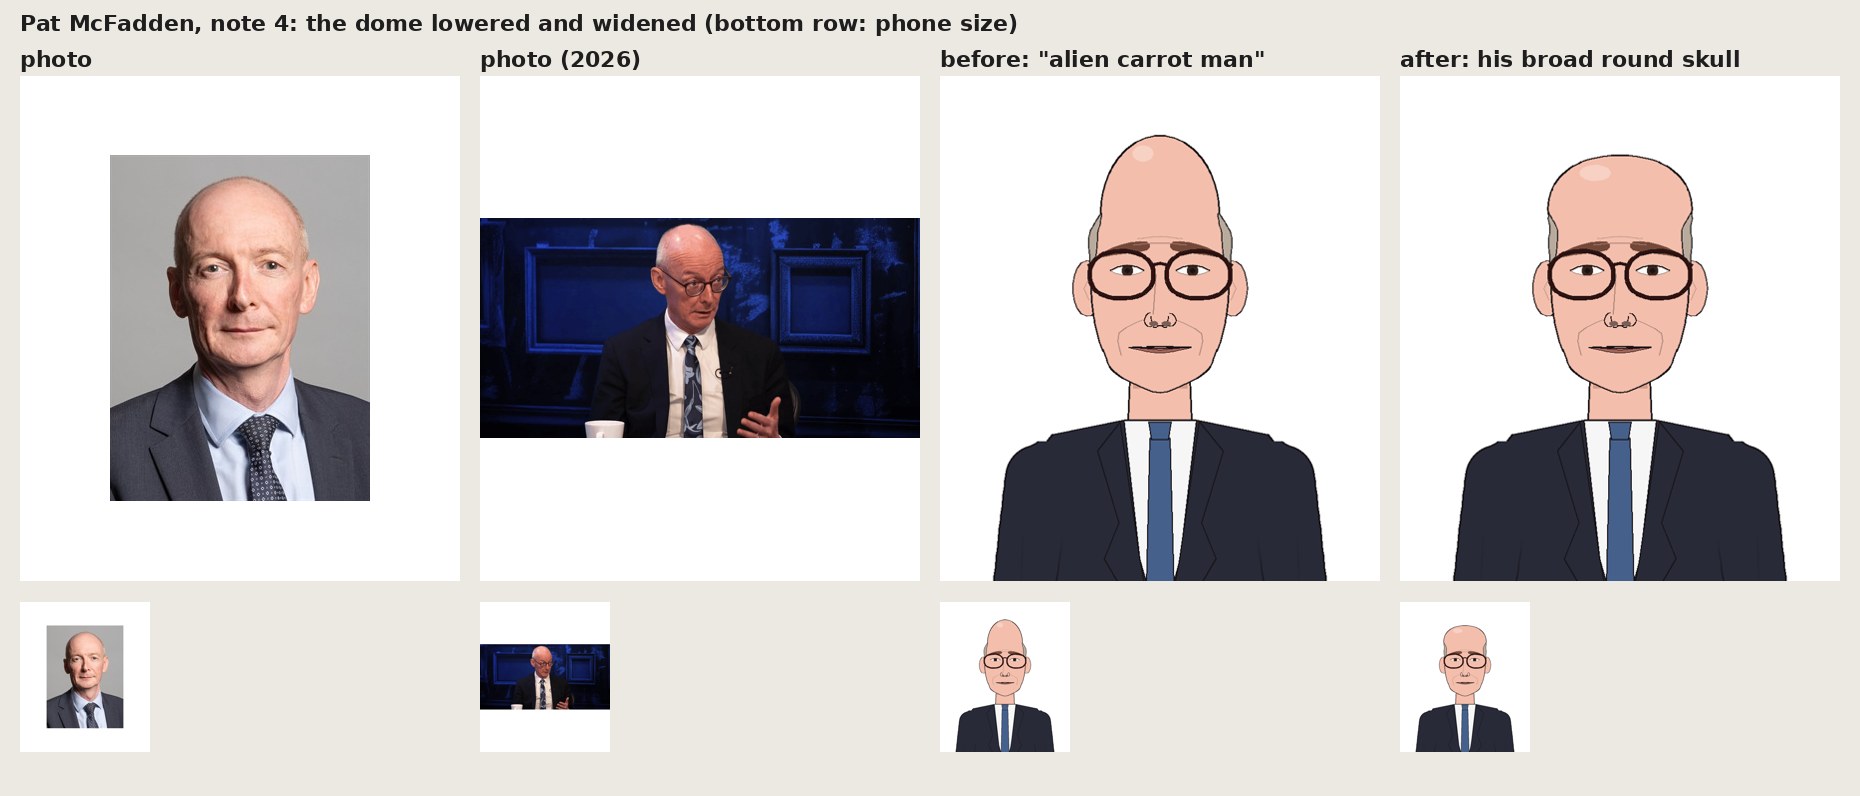 Pat McFadden, note 4: the dome lowered and widened (bottom row: phone size)
photo
photo (2026)
before: "alien carrot man"
after: his broad round skull